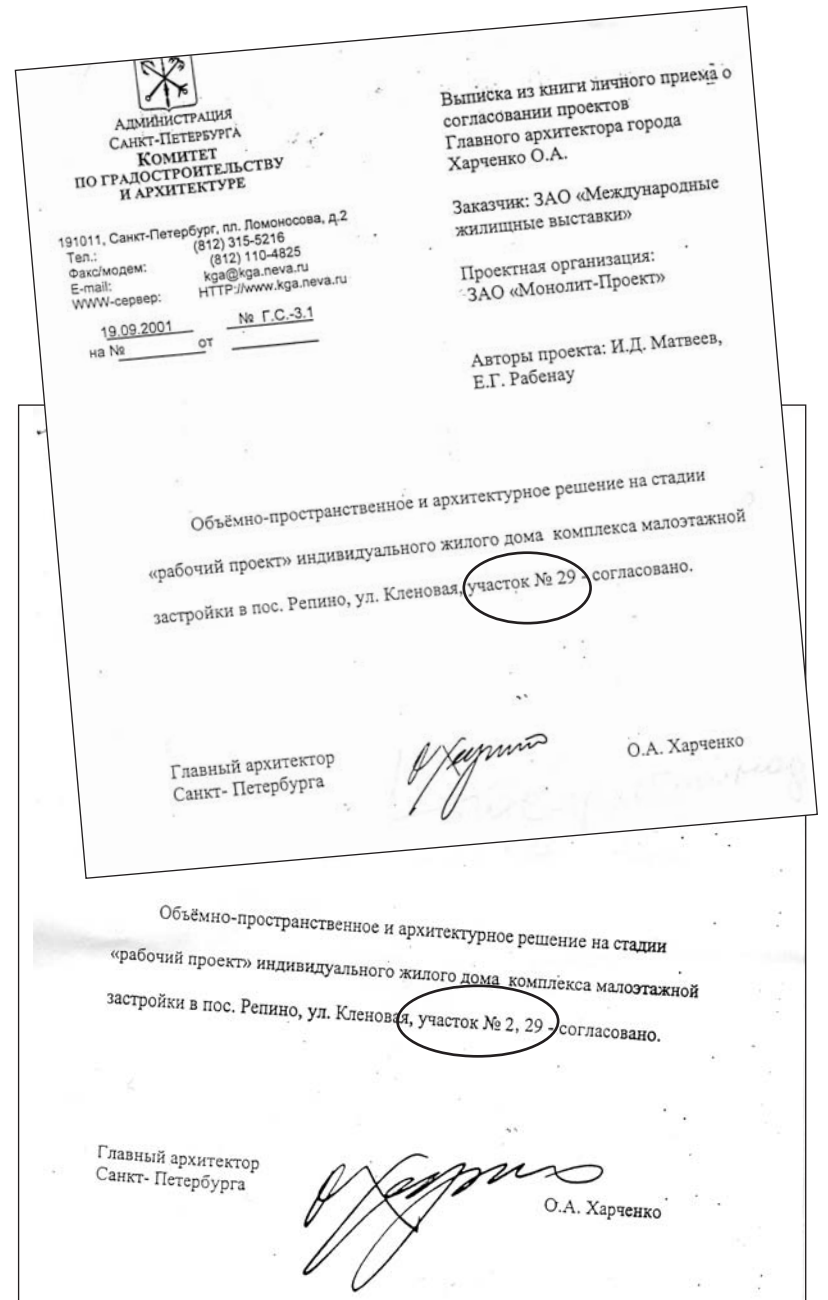 Администрация
Санкт-Петербурга
Комитет
по градостроительству
и архитектуре
191011, Санкт-Петербург, пл. Ломоносова, д.2
Тел.: (812) 315-5216
Факс/модем: (812) 110-4825
E-mail: kga@kga.neva.ru
WWW-сервер: HTTP://www.kga.neva.ru
19.09.2001 № Г.С.-3.1
на № от
Выписка из книги личного приема о
согласовании проектов
Главного архитектора города
Харченко О.А.
Заказчик: ЗАО «Международные
жилищные выставки»
Проектная организация:
ЗАО «Монолит-Проект»
Авторы проекта: И.Д. Матвеев,
Е.Г. Рабенау
Объёмно-пространственное и архитектурное решение на стадии
«рабочий проект» индивидуального жилого дома комплекса малоэтажной
застройки в пос. Репино, ул. Кленовая, участок № 29 - согласовано.
Главный архитектор
Санкт- Петербурга
О.А. Харченко
Объёмно-пространственное и архитектурное решение на стадии
«рабочий проект» индивидуального жилого дома комплекса малоэтажной
застройки в пос. Репино, ул. Кленовая, участок № 2, 29 - согласовано.
Главный архитектор
Санкт- Петербурга
О.А. Харченко